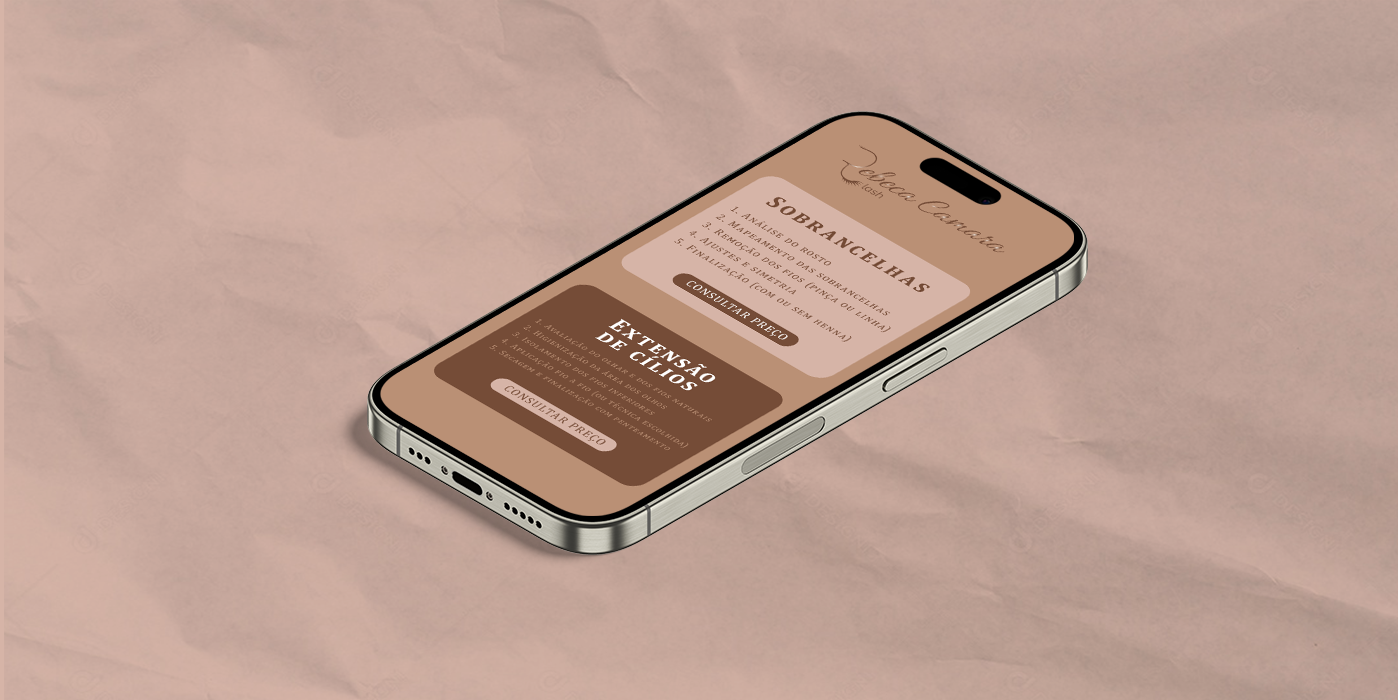 Rebeca Camara
lash
SOBRANCELHAS
1. ANÁLISE DO ROSTO
2. MAPEAMENTO DAS SOBRANCELHAS
3. REMOÇÃO DOS FIOS (PINÇA OU LINHA)
4. AJUSTES E SIMETRIA
5. FINALIZAÇÃO (COM OU SEM HENNA)
CONSULTAR PREÇO
EXTENSÃO
DE CÍLIOS
1. AVALIAÇÃO DO OLHAR E DOS FIOS NATURAIS
2. HIGIENIZAÇÃO DA ÁREA DOS OLHOS
3. ISOLAMENTO DOS FIOS INFERIORES
4. APLICAÇÃO FIO A FIO (OU TÉCNICA ESCOLHIDA)
5. SECAGEM E FINALIZAÇÃO COM PENTEAMENTO
CONSULTAR PREÇO